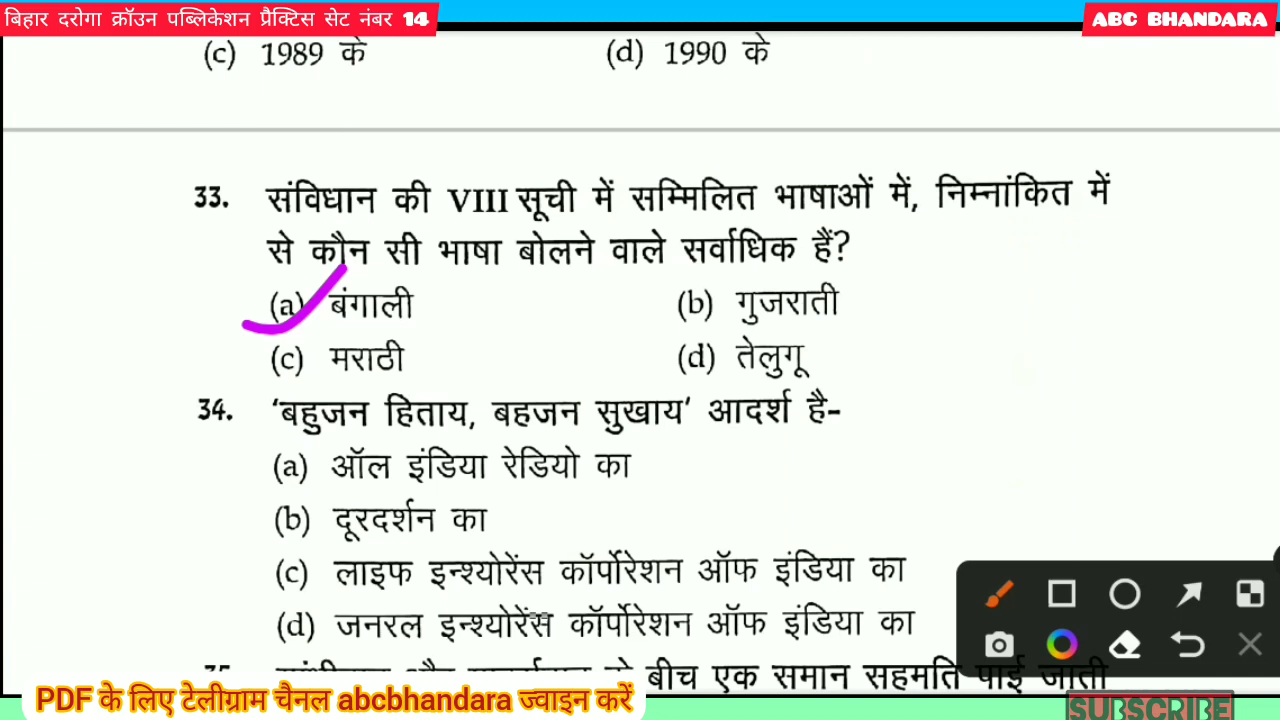 बिहार दरोगा क्रॉउन पब्लिकेशन प्रैक्टिस सेट नंबर 14
ABC BHANDARA
(c) 1989 के (d) 1990 के
33. संविधान की VIII सूची में सम्मिलित भाषाओं में, निम्नांकित में
से कौन सी भाषा बोलने वाले सर्वाधिक हैं?
(a) बंगाली (b) गुजराती
(c) मराठी (d) तेलुगू
34. ‘बहुजन हिताय, बहजन सुखाय’ आदर्श है-
(a) ऑल इंडिया रेडियो का
(b) दूरदर्शन का
(c) लाइफ इन्श्योरेंस कॉर्पोरेशन ऑफ इंडिया का
(d) जनरल इन्श्योरेंस कॉर्पोरेशन ऑफ इंडिया का
बीच एक समान सहमति पाई जाती
PDF के लिए टेलीग्राम चैनल abcbhandara ज्वाइन करें
SUBSCRIBE